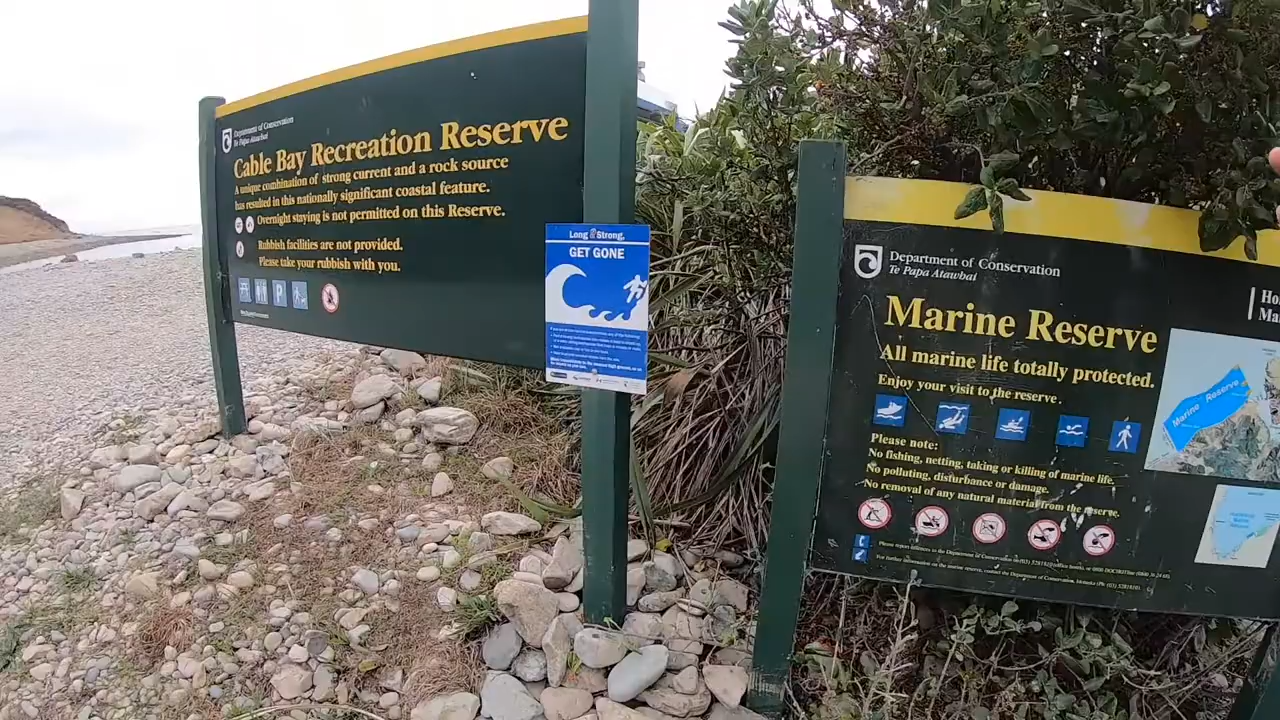 Department of Conservation
Te Papa Atawhai
Cable Bay Recreation Reserve
A unique combination of strong current and a rock source
has resulted in this nationally significant coastal feature.
Overnight staying is not permitted on this Reserve.
Rubbish facilities are not provided.
Please take your rubbish with you.
P
Long or Strong,
GET GONE
Department of Conservation
Te Papa Atawhai
Marine Reserve
All marine life totally protected.
Enjoy your visit to the reserve.
Please note:
No fishing, netting, taking or killing of marine life.
No polluting, disturbance or damage.
No removal of any natural material from the reserve.
Ho
Ma
Marine Reserve